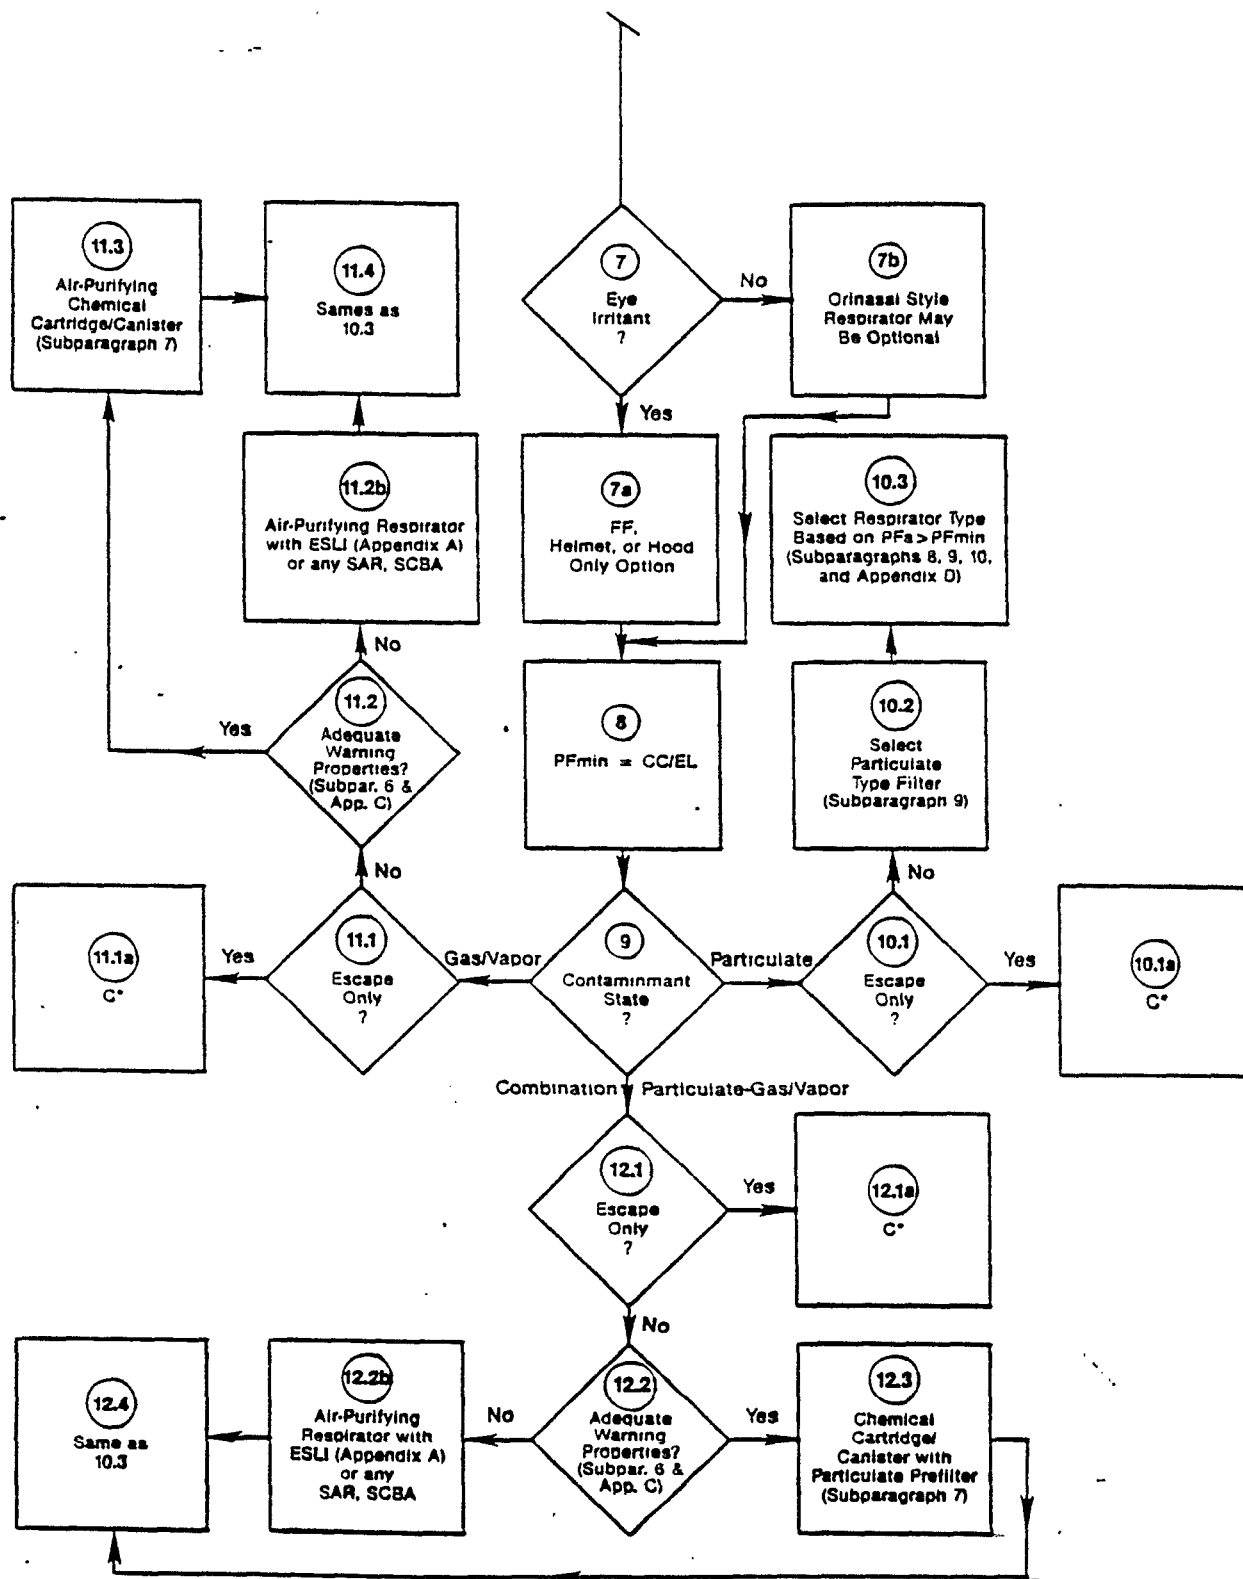 11.3
Air-Purifying
Chemical
Cartridge/Canister
(Subparagraph 7)
11.4
Sames as
10.3
7
Eye
Irritant
?
No
7b
Orinasal Style
Respirator May
Be Optional
Yes
11.2b
Air-Purifying Respirator
with ESLI (Appendix A)
or any SAR, SCBA
7a
FF,
Helmet, or Hood
Only Option
10.3
Select Respirator Type
Based on PFa > PFmin
(Subparagraphs 8, 9, 10,
and Appendix D)
No
Yes
11.2
Adequate
Warning
Properties?
(Subpar. 6 &
App. C)
8
PFmin = CC/EL
10.2
Select
Particulate
Type Filter
(Subparagraph 9)
No
No
11.1a
C*
Yes
11.1
Escape
Only
?
Gas/Vapor
9
Contaminmant
State
?
Particulate
10.1
Escape
Only
?
Yes
10.1a
C*
Combination Particulate-Gas/Vapor
12.1
Escape
Only
?
Yes
12.1a
C*
No
12.4
Same as
10.3
12.2b
Air-Purifying
Respirator with
ESLI (Appendix A)
or any
SAR, SCBA
No
12.2
Adequate
Warning
Properties?
(Subpar. 6 &
App. C)
Yes
12.3
Chemical
Cartridge/
Canister with
Particulate Prefilter
(Subparagraph 7)